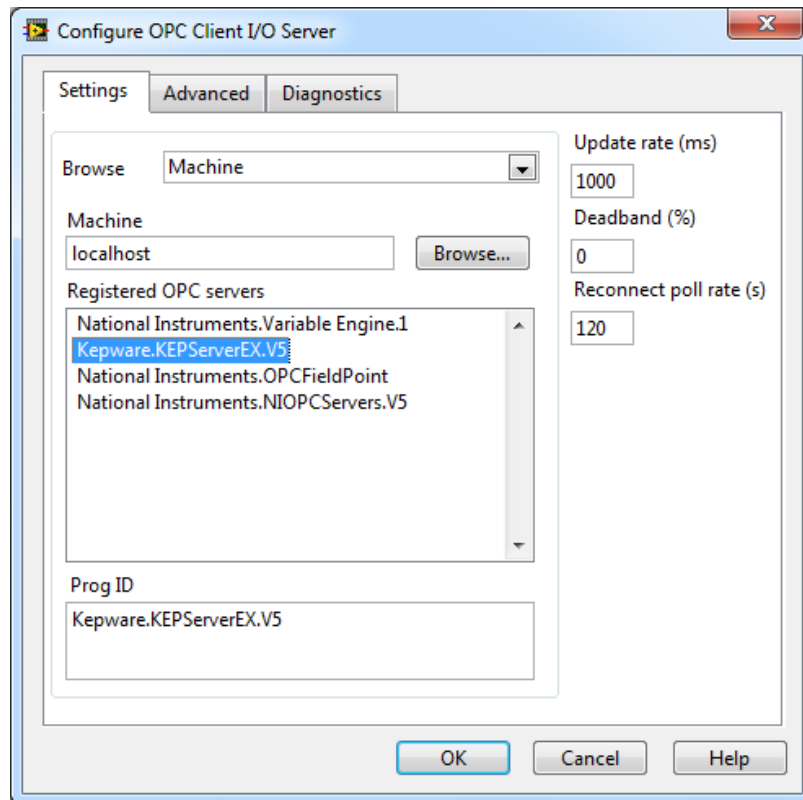 Configure OPC Client I/O Server
Settings Advanced Diagnostics
Browse Machine
Machine
localhost Browse...
Registered OPC servers
National Instruments.Variable Engine.1
Kepware.KEPServerEX.V5
National Instruments.OPCFieldPoint
National Instruments.NIOPCServers.V5
Prog ID
Kepware.KEPServerEX.V5
Update rate (ms)
1000
Deadband (%)
0
Reconnect poll rate (s)
120
OK Cancel Help